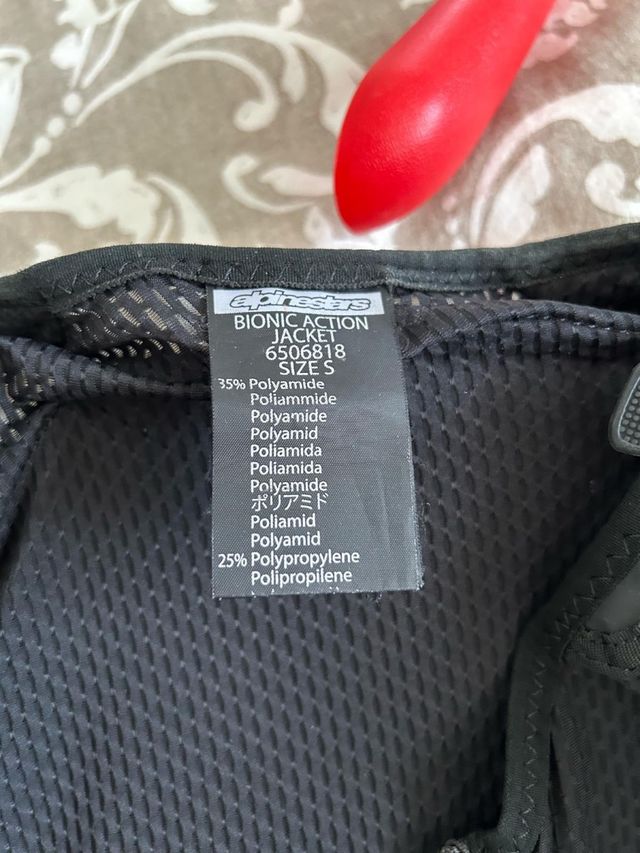 alpinestars
BIONIC ACTION
JACKET
6506818
SIZE S
35% Polyamide
Poliammide
Polyamide
Polyamid
Poliamida
Poliamida
Polyamide
ポリアミド
Poliamid
Polyamid
25% Polypropylene
Polipropilene